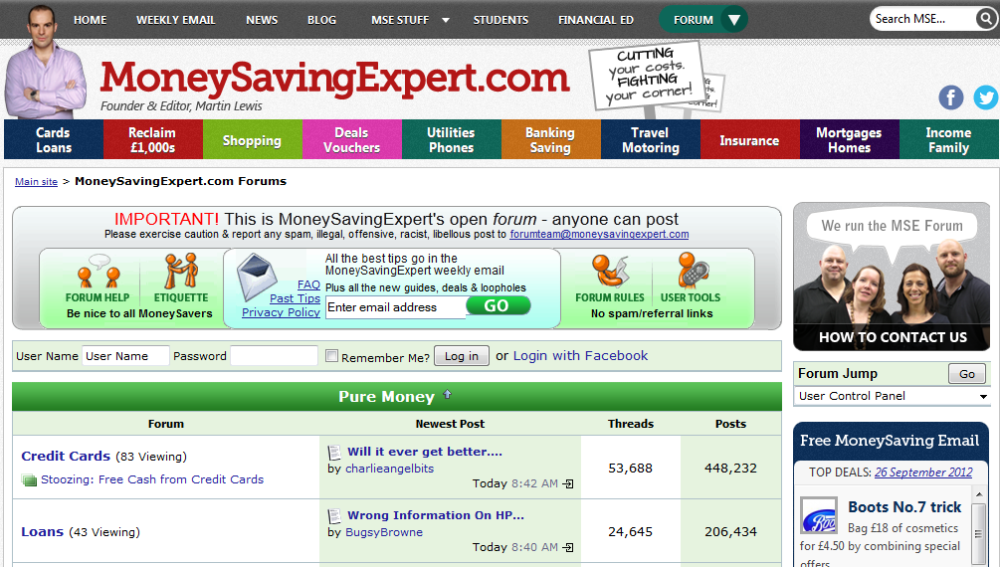 HOME WEEKLY EMAIL NEWS BLOG MSE STUFF STUDENTS FINANCIAL ED FORUM Search MSE...
MoneySavingExpert.com
Founder & Editor, Martin Lewis
CUTTING
your costs.
FIGHTING
your corner!
Cards
Loans
Reclaim
£1,000s
Shopping
Deals
Vouchers
Utilities
Phones
Banking
Saving
Travel
Motoring
Insurance
Mortgages
Homes
Income
Family
Main site > MoneySavingExpert.com Forums
IMPORTANT! This is MoneySavingExpert's open forum - anyone can post
Please exercise caution & report any spam, illegal, offensive, racist, libellous post to forumteam@moneysavingexpert.com
FORUM HELP ETIQUETTE
Be nice to all MoneySavers
FAQ
Past Tips
Privacy Policy
All the best tips go in the
MoneySavingExpert weekly email
Plus all the new guides, deals & loopholes
Enter email address GO
FORUM RULES USER TOOLS
No spam/referral links
We run the MSE Forum
HOW TO CONTACT US
User Name User Name Password Remember Me? Log in or Login with Facebook
Forum Jump Go
User Control Panel
Pure Money
Forum Newest Post Threads Posts
Credit Cards (83 Viewing)
Stoozing: Free Cash from Credit Cards
Will it ever get better....
by charlieangelbits
Today 8:42 AM
53,688 448,232
Loans (43 Viewing)
Wrong Information On HP...
by BugsyBrowne
Today 8:40 AM
24,645 206,434
Free MoneySaving Email
TOP DEALS: 26 September 2012
Boots
Boots No.7 trick
Bag £18 of cosmetics
for £4.50 by combining special
offers